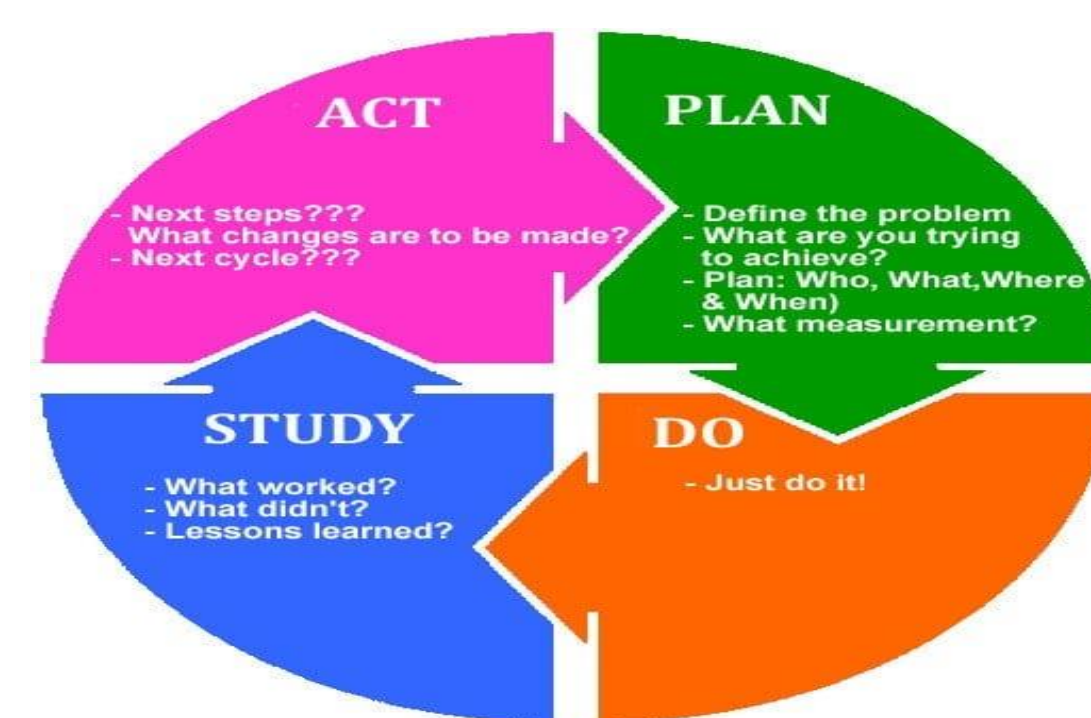 ACT
- Next steps???
What changes are to be made?
- Next cycle???
PLAN
- Define the problem
- What are you trying
to achieve?
- Plan: Who, What,Where
& When)
- What measurement?
STUDY
- What worked?
- What didn't?
- Lessons learned?
DO
- Just do it!